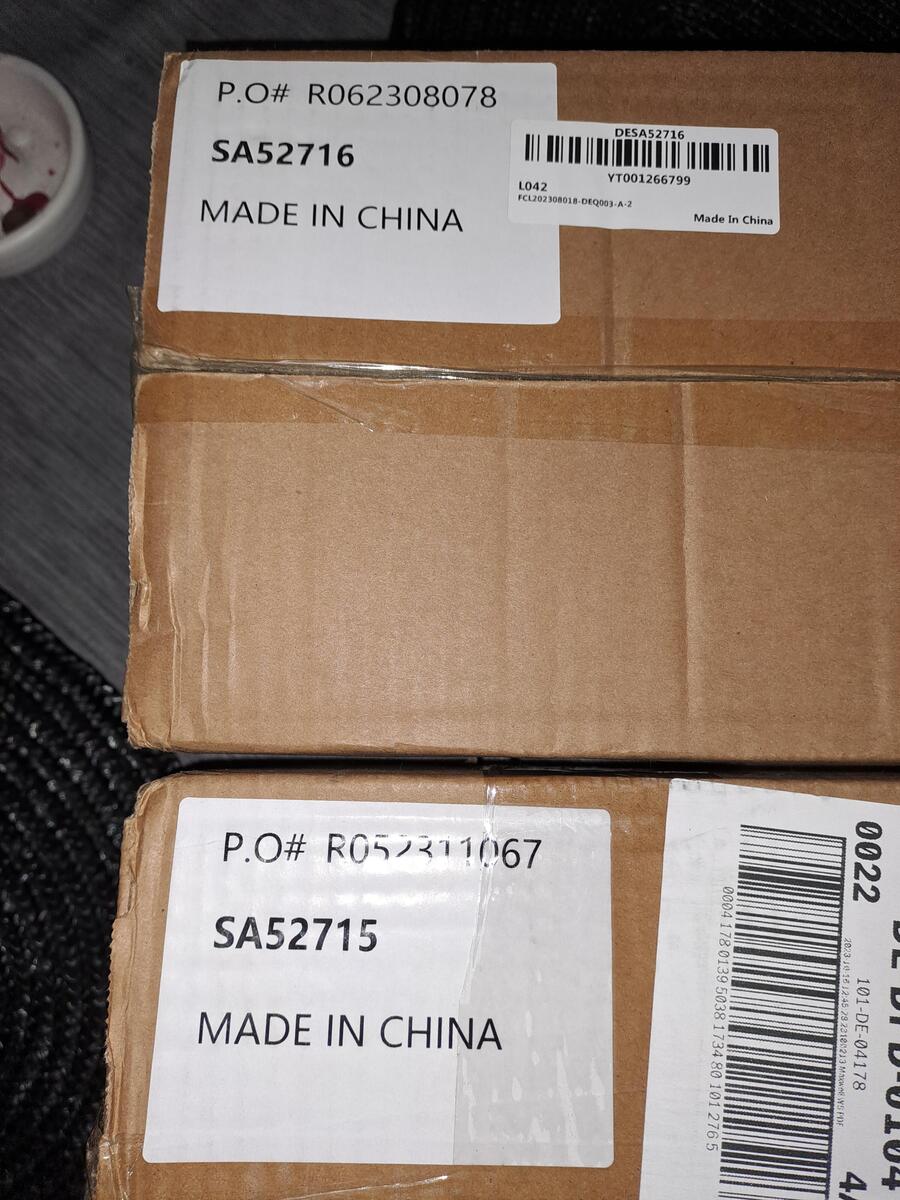 P.O# R062308078
SA52716
MADE IN CHINA
DESA52716
YT001266799
L042
FCL202308018-DEQ003-A-2
Made In China
P.O# R052311067
SA52715
MADE IN CHINA
0022
101-DE-04178
0004178013950381734801012765